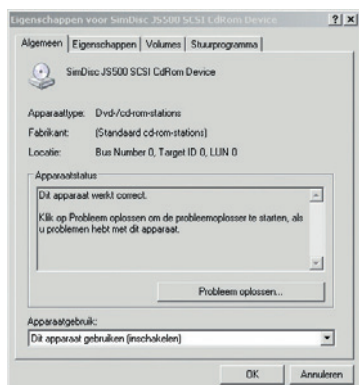 Eigenschappen voor SimDisc JS500 SCSI CdRom Device
Algemeen Eigenschappen Volumes Stuurprogramma
SimDisc JS500 SCSI CdRom Device
Apparaattype: Dvd-/cd-rom-stations
Fabrikant: (Standaard cd-rom-stations)
Locatie: Bus Number 0, Target ID 0, LUN 0
Apparaatstatus
Dit apparaat werkt correct.
Klik op Probleem oplossen om de probleemoplosser te starten, als
u problemen hebt met dit apparaat.
Probleem oplossen...
Apparaatgebruik:
Dit apparaat gebruiken (inschakelen)
OK Annuleren